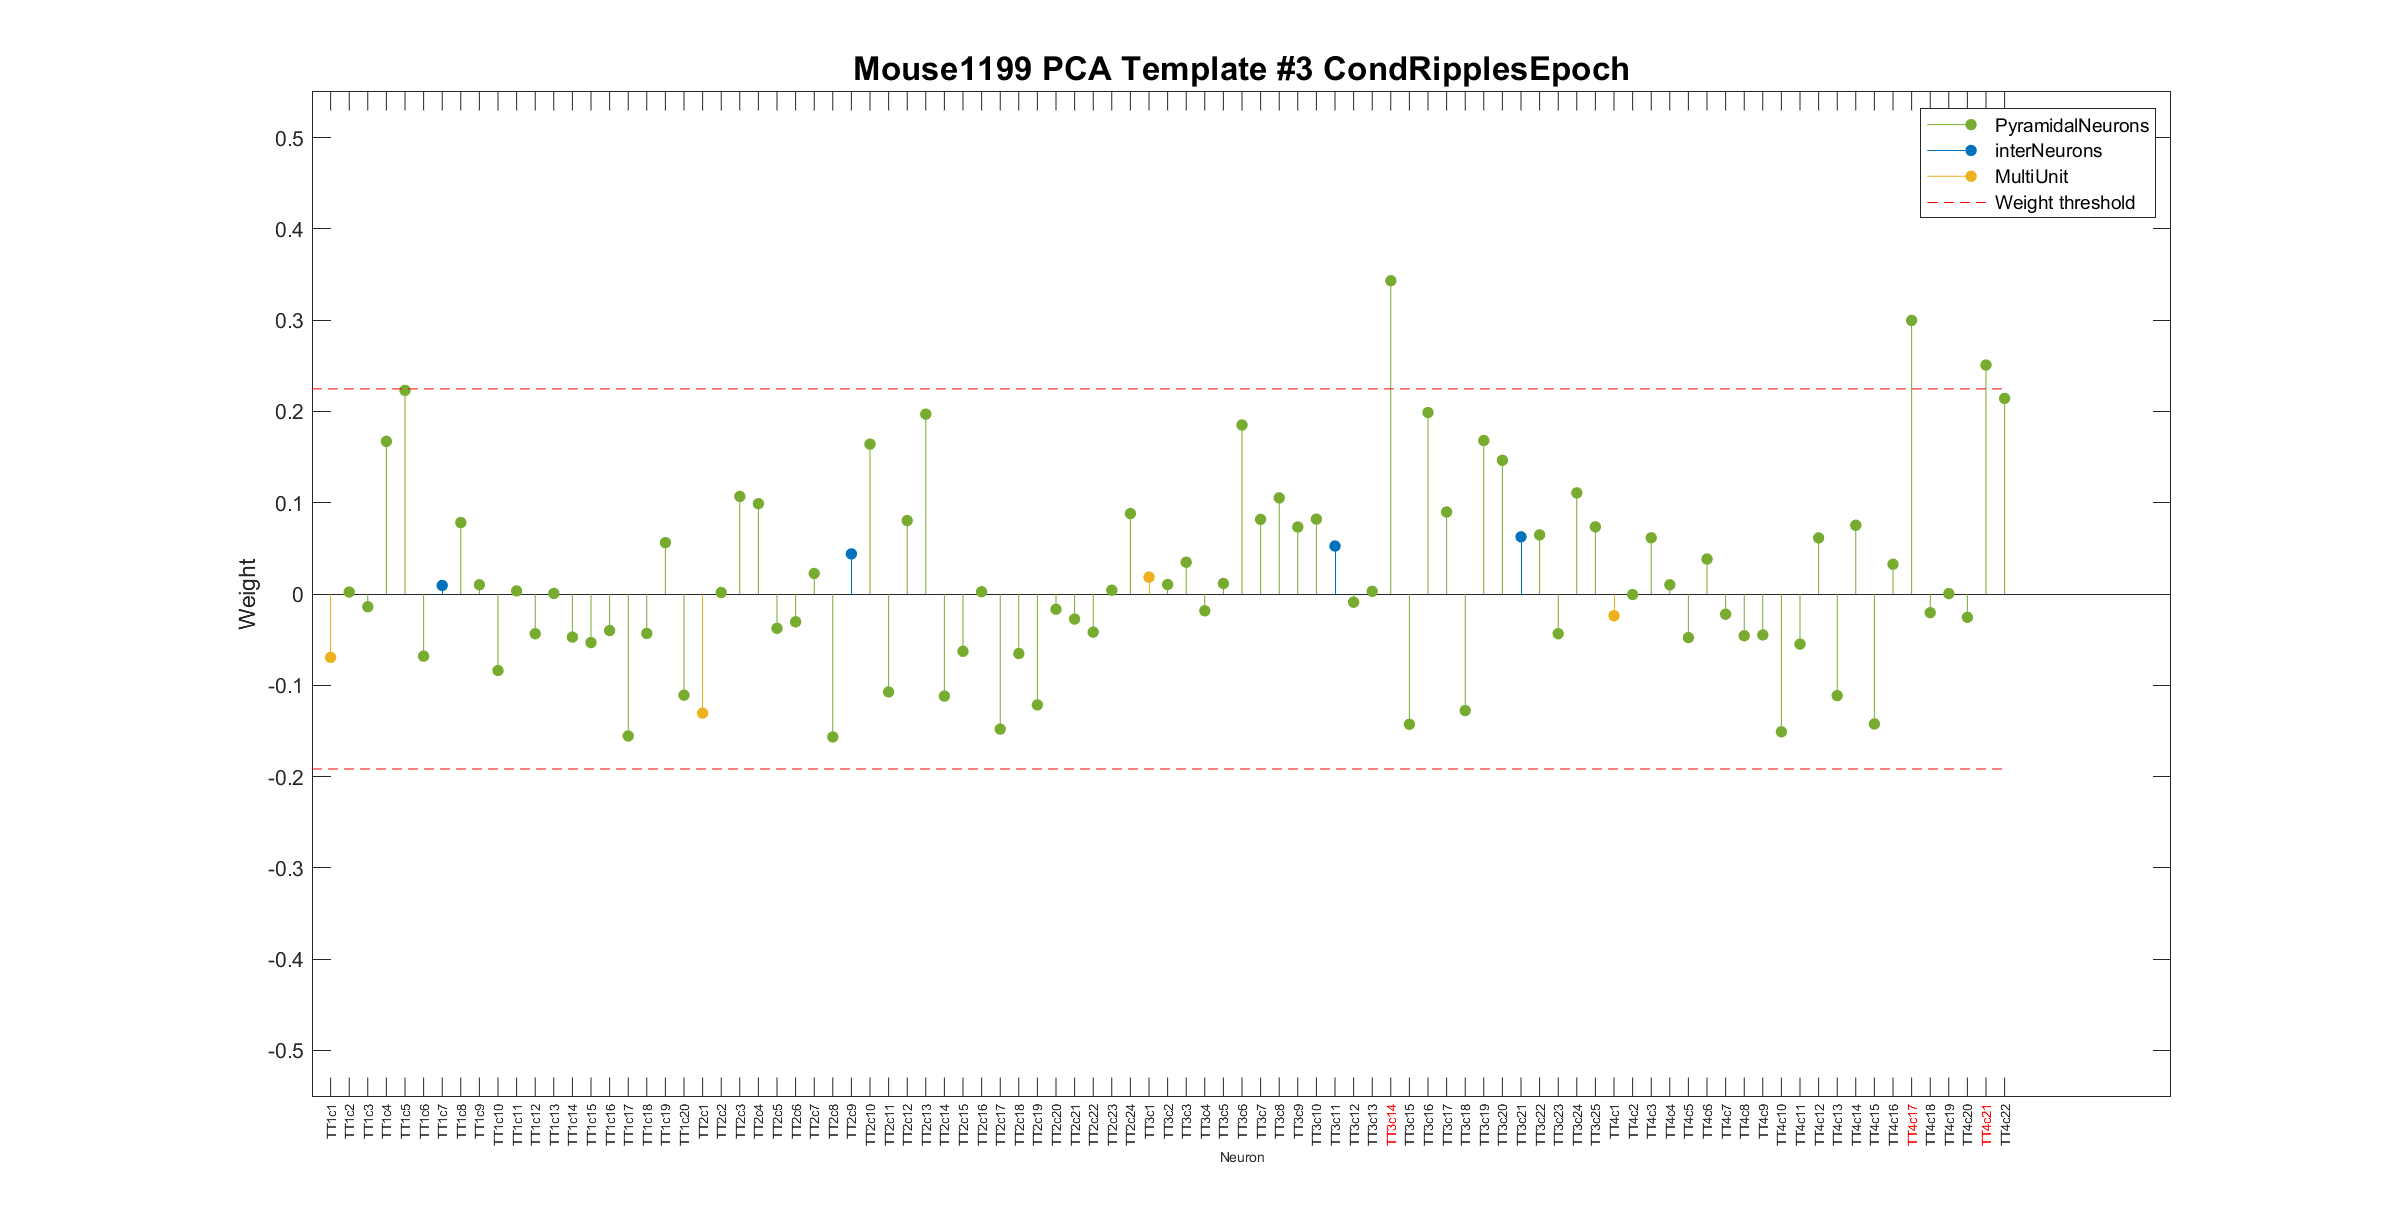 Mouse1199 PCA Template #3 CondRipplesEpoch
PyramidalNeurons
interNeurons
MultiUnit
Weight threshold
0.5
0.4
0.3
0.2
0.1
0
-0.1
-0.2
-0.3
-0.4
-0.5
Weight
TT1c1
TT1c2
TT1c3
TT1c4
TT1c5
TT1c6
TT1c7
TT1c8
TT1c9
TT1c10
TT1c11
TT1c12
TT1c13
TT1c14
TT1c15
TT1c16
TT1c17
TT1c18
TT1c19
TT1c20
TT2c1
TT2c2
TT2c3
TT2c4
TT2c5
TT2c6
TT2c7
TT2c8
TT2c9
TT2c10
TT2c11
TT2c12
TT2c13
TT2c14
TT2c15
TT2c16
TT2c17
TT2c18
TT2c19
TT2c20
TT2c21
TT2c22
TT2c23
TT2c24
TT3c1
TT3c2
TT3c3
TT3c4
TT3c5
TT3c6
TT3c7
TT3c8
TT3c9
TT3c10
TT3c11
TT3c12
TT3c13
TT3c14
TT3c15
TT3c16
TT3c17
TT3c18
TT3c19
TT3c20
TT3c21
TT3c22
TT3c23
TT3c24
TT3c25
TT4c1
TT4c2
TT4c3
TT4c4
TT4c5
TT4c6
TT4c7
TT4c8
TT4c9
TT4c10
TT4c11
TT4c12
TT4c13
TT4c14
TT4c15
TT4c16
TT4c17
TT4c18
TT4c19
TT4c20
TT4c21
TT4c22
Neuron